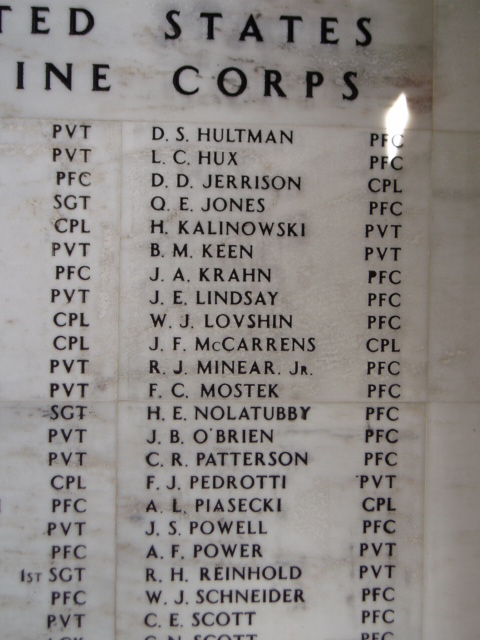 TED STATES
INE CORPS
PVT D. S. HULTMAN PFC
PVT L. C. HUX PFC
PFC D. D. JERRISON CPL
SGT Q. E. JONES PFC
CPL H. KALINOWSKI PVT
PVT B. M. KEEN PVT
PFC J. A. KRAHN PFC
PVT J. E. LINDSAY PFC
CPL W. J. LOVSHIN PFC
CPL J. F. McCARRENS CPL
PVT R. J. MINEAR. JR. PFC
PVT F. C. MOSTEK PFC
SGT H. E. NOLATUBBY PFC
PVT J. B. O'BRIEN PFC
PVT C. R. PATTERSON PFC
CPL F. J. PEDROTTI PVT
PFC A. L. PIASECKI CPL
PVT J. S. POWELL PFC
PFC A. F. POWER PVT
1ST SGT R. H. REINHOLD PVT
PFC W. J. SCHNEIDER PFC
PVT C. E. SCOTT PFC
SCOTT PFC